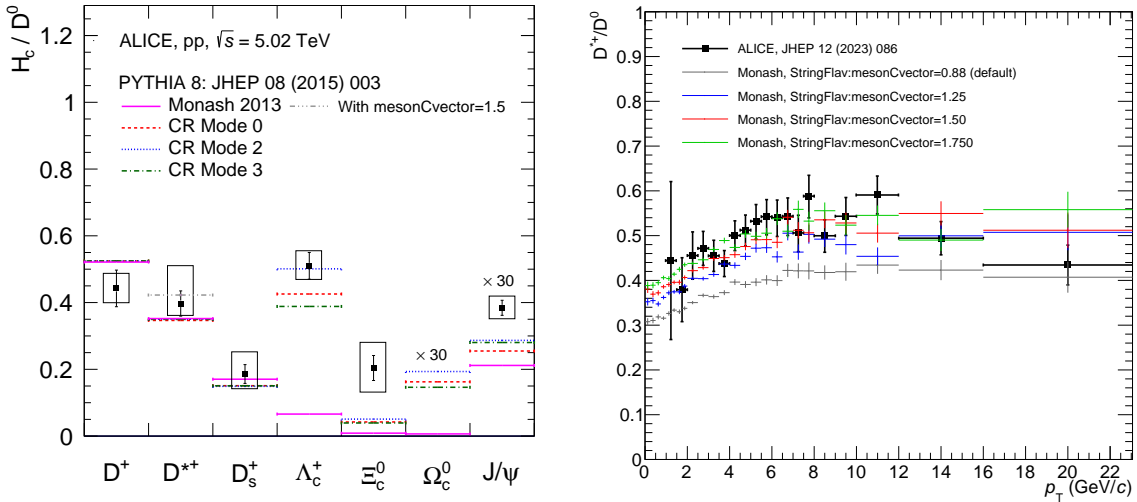 H_c / D^0
1.2
1
0.8
0.6
0.4
0.2
0
ALICE, pp, √s = 5.02 TeV
PYTHIA 8: JHEP 08 (2015) 003
Monash 2013
With mesonCvector=1.5
CR Mode 0
CR Mode 2
CR Mode 3
× 30
× 30
D^+ D^{*+} D_s^+ Λ_c^+ Ξ_c^0 Ω_c^0 J/ψ
D^{*+}/D^0
1
0.9
0.8
0.7
0.6
0.5
0.4
0.3
0.2
0.1
0
ALICE, JHEP 12 (2023) 086
Monash, StringFlav:mesonCvector=0.88 (default)
Monash, StringFlav:mesonCvector=1.25
Monash, StringFlav:mesonCvector=1.50
Monash, StringFlav:mesonCvector=1.750
0 2 4 6 8 10 12 14 16 18 20 22
p_T (GeV/c)